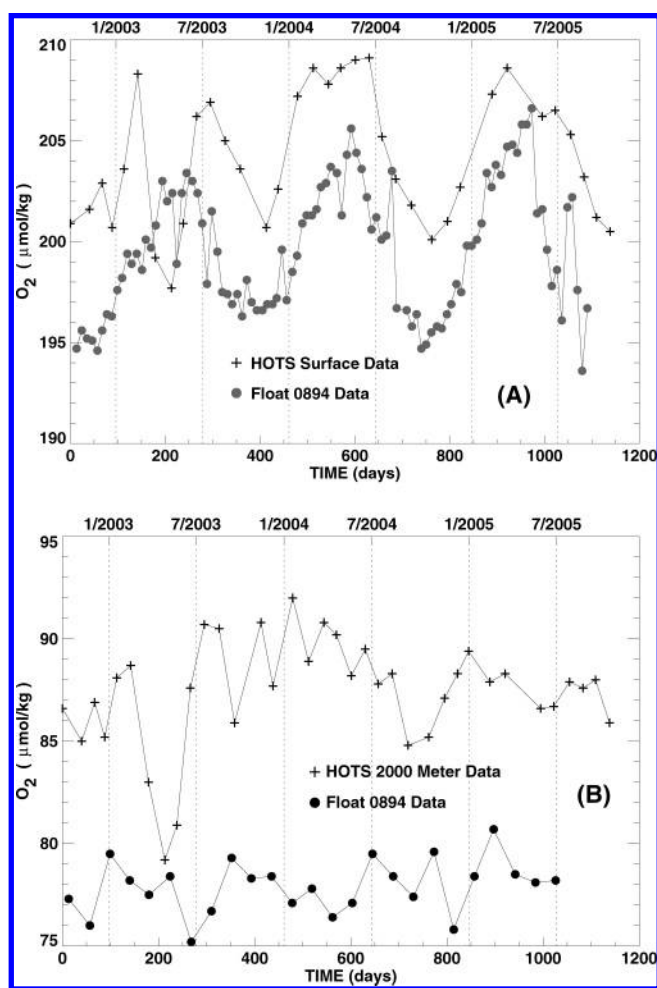 1/2003 7/2003 1/2004 7/2004 1/2005 7/2005
210
205
200
195
190
O2 ( μmol/kg)
+ HOTS Surface Data
● Float 0894 Data
(A)
0 200 400 600 800 1000 1200
TIME (days)
1/2003 7/2003 1/2004 7/2004 1/2005 7/2005
95
90
85
80
75
O2 ( μmol/kg)
+ HOTS 2000 Meter Data
● Float 0894 Data
(B)
0 200 400 600 800 1000 1200
TIME (days)